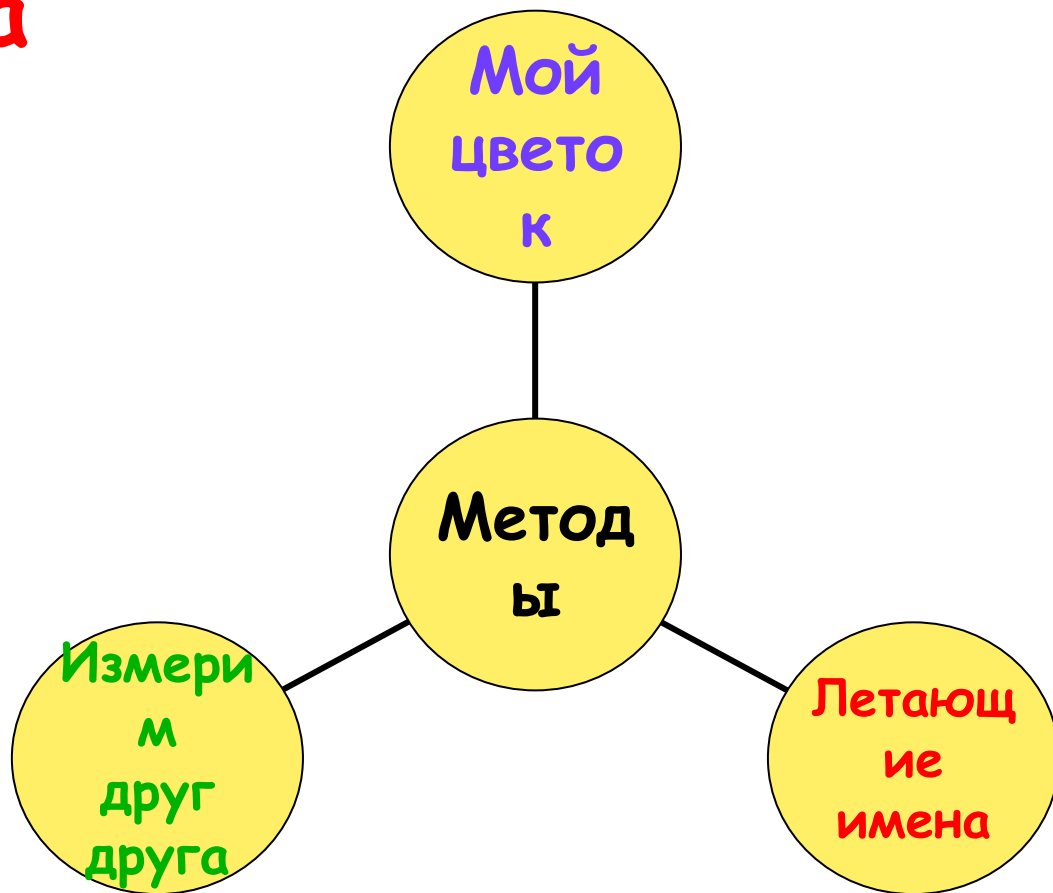 Мой
цвето
к
Метод
ы
Измери
м
друг
друга
Летающ
ие
имена